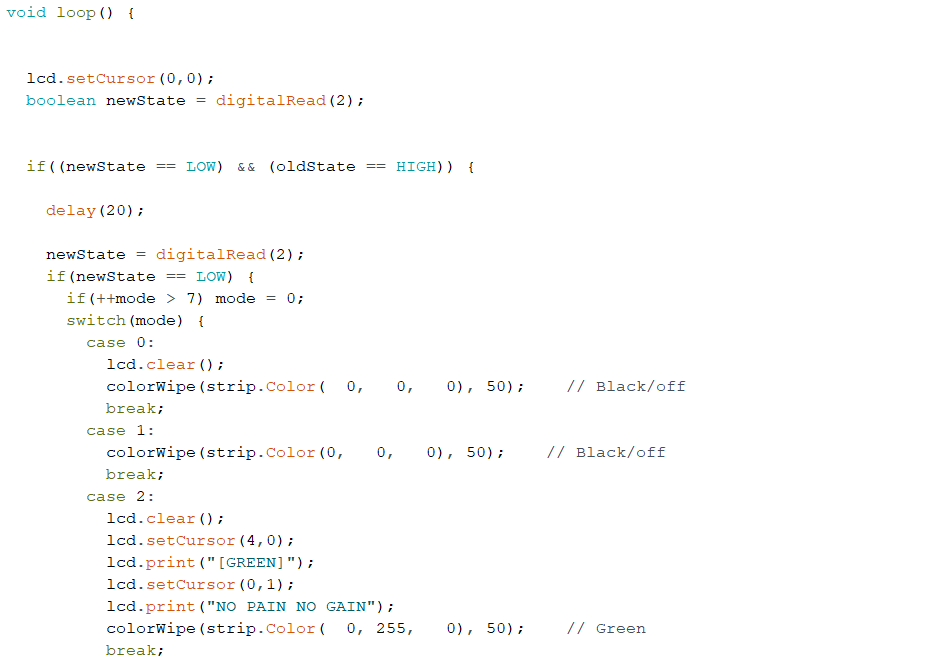 void loop() {
lcd.setCursor(0,0);
boolean newState = digitalRead(2);
if((newState == LOW) && (oldState == HIGH)) {
delay(20);
newState = digitalRead(2);
if(newState == LOW) {
if(++mode > 7) mode = 0;
switch(mode) {
case 0:
lcd.clear();
colorWipe(strip.Color(  0,   0,   0), 50);    // Black/off
break;
case 1:
colorWipe(strip.Color(0,   0,   0), 50);    // Black/off
break;
case 2:
lcd.clear();
lcd.setCursor(4,0);
lcd.print("[GREEN]");
lcd.setCursor(0,1);
lcd.print("NO PAIN NO GAIN");
colorWipe(strip.Color(  0, 255,   0), 50);    // Green
break;